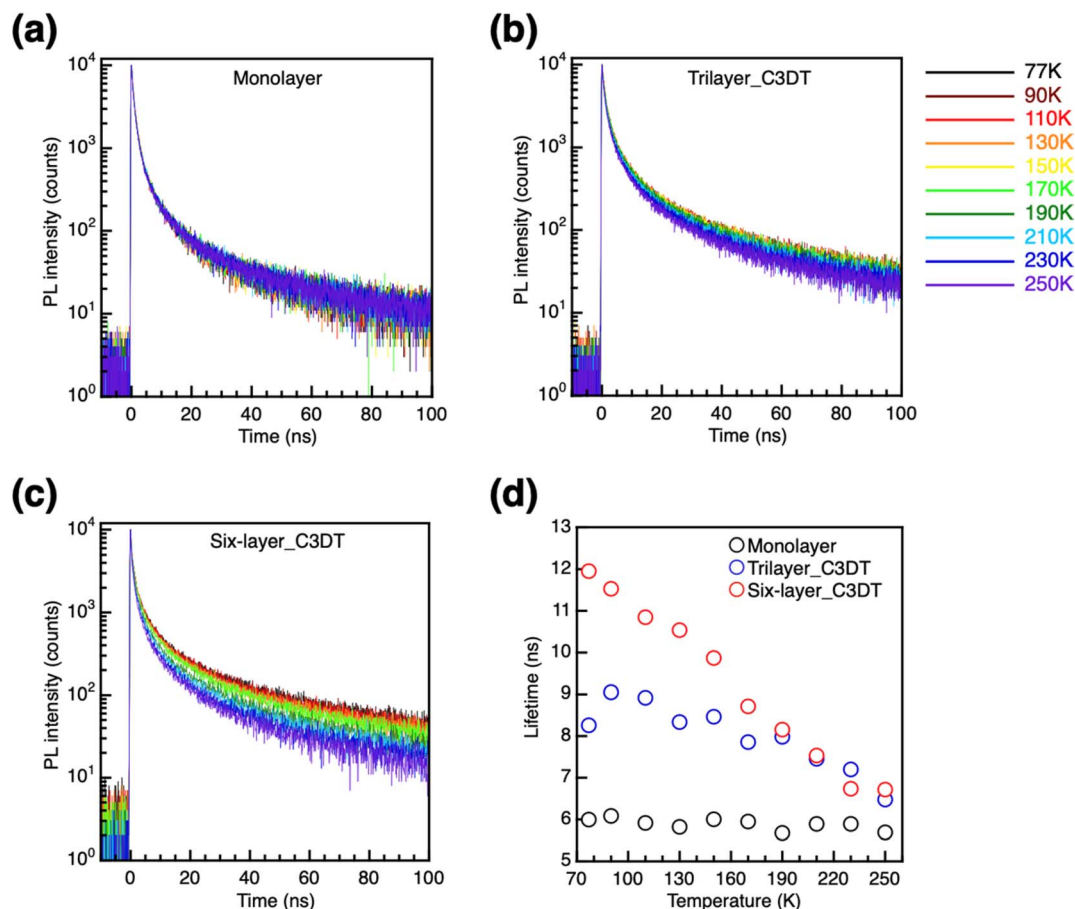 (a)
Monolayer
PL intensity (counts)
10^4
10^3
10^2
10^1
10^0
0 20 40 60 80 100
Time (ns)
(b)
Trilayer_C3DT
PL intensity (counts)
10^4
10^3
10^2
10^1
10^0
0 20 40 60 80 100
Time (ns)
77K
90K
110K
130K
150K
170K
190K
210K
230K
250K
(c)
Six-layer_C3DT
PL intensity (counts)
10^4
10^3
10^2
10^1
10^0
0 20 40 60 80 100
Time (ns)
(d)
Monolayer
Trilayer_C3DT
Six-layer_C3DT
Lifetime (ns)
13
12
11
10
9
8
7
6
5
70 100 130 160 190 220 250
Temperature (K)